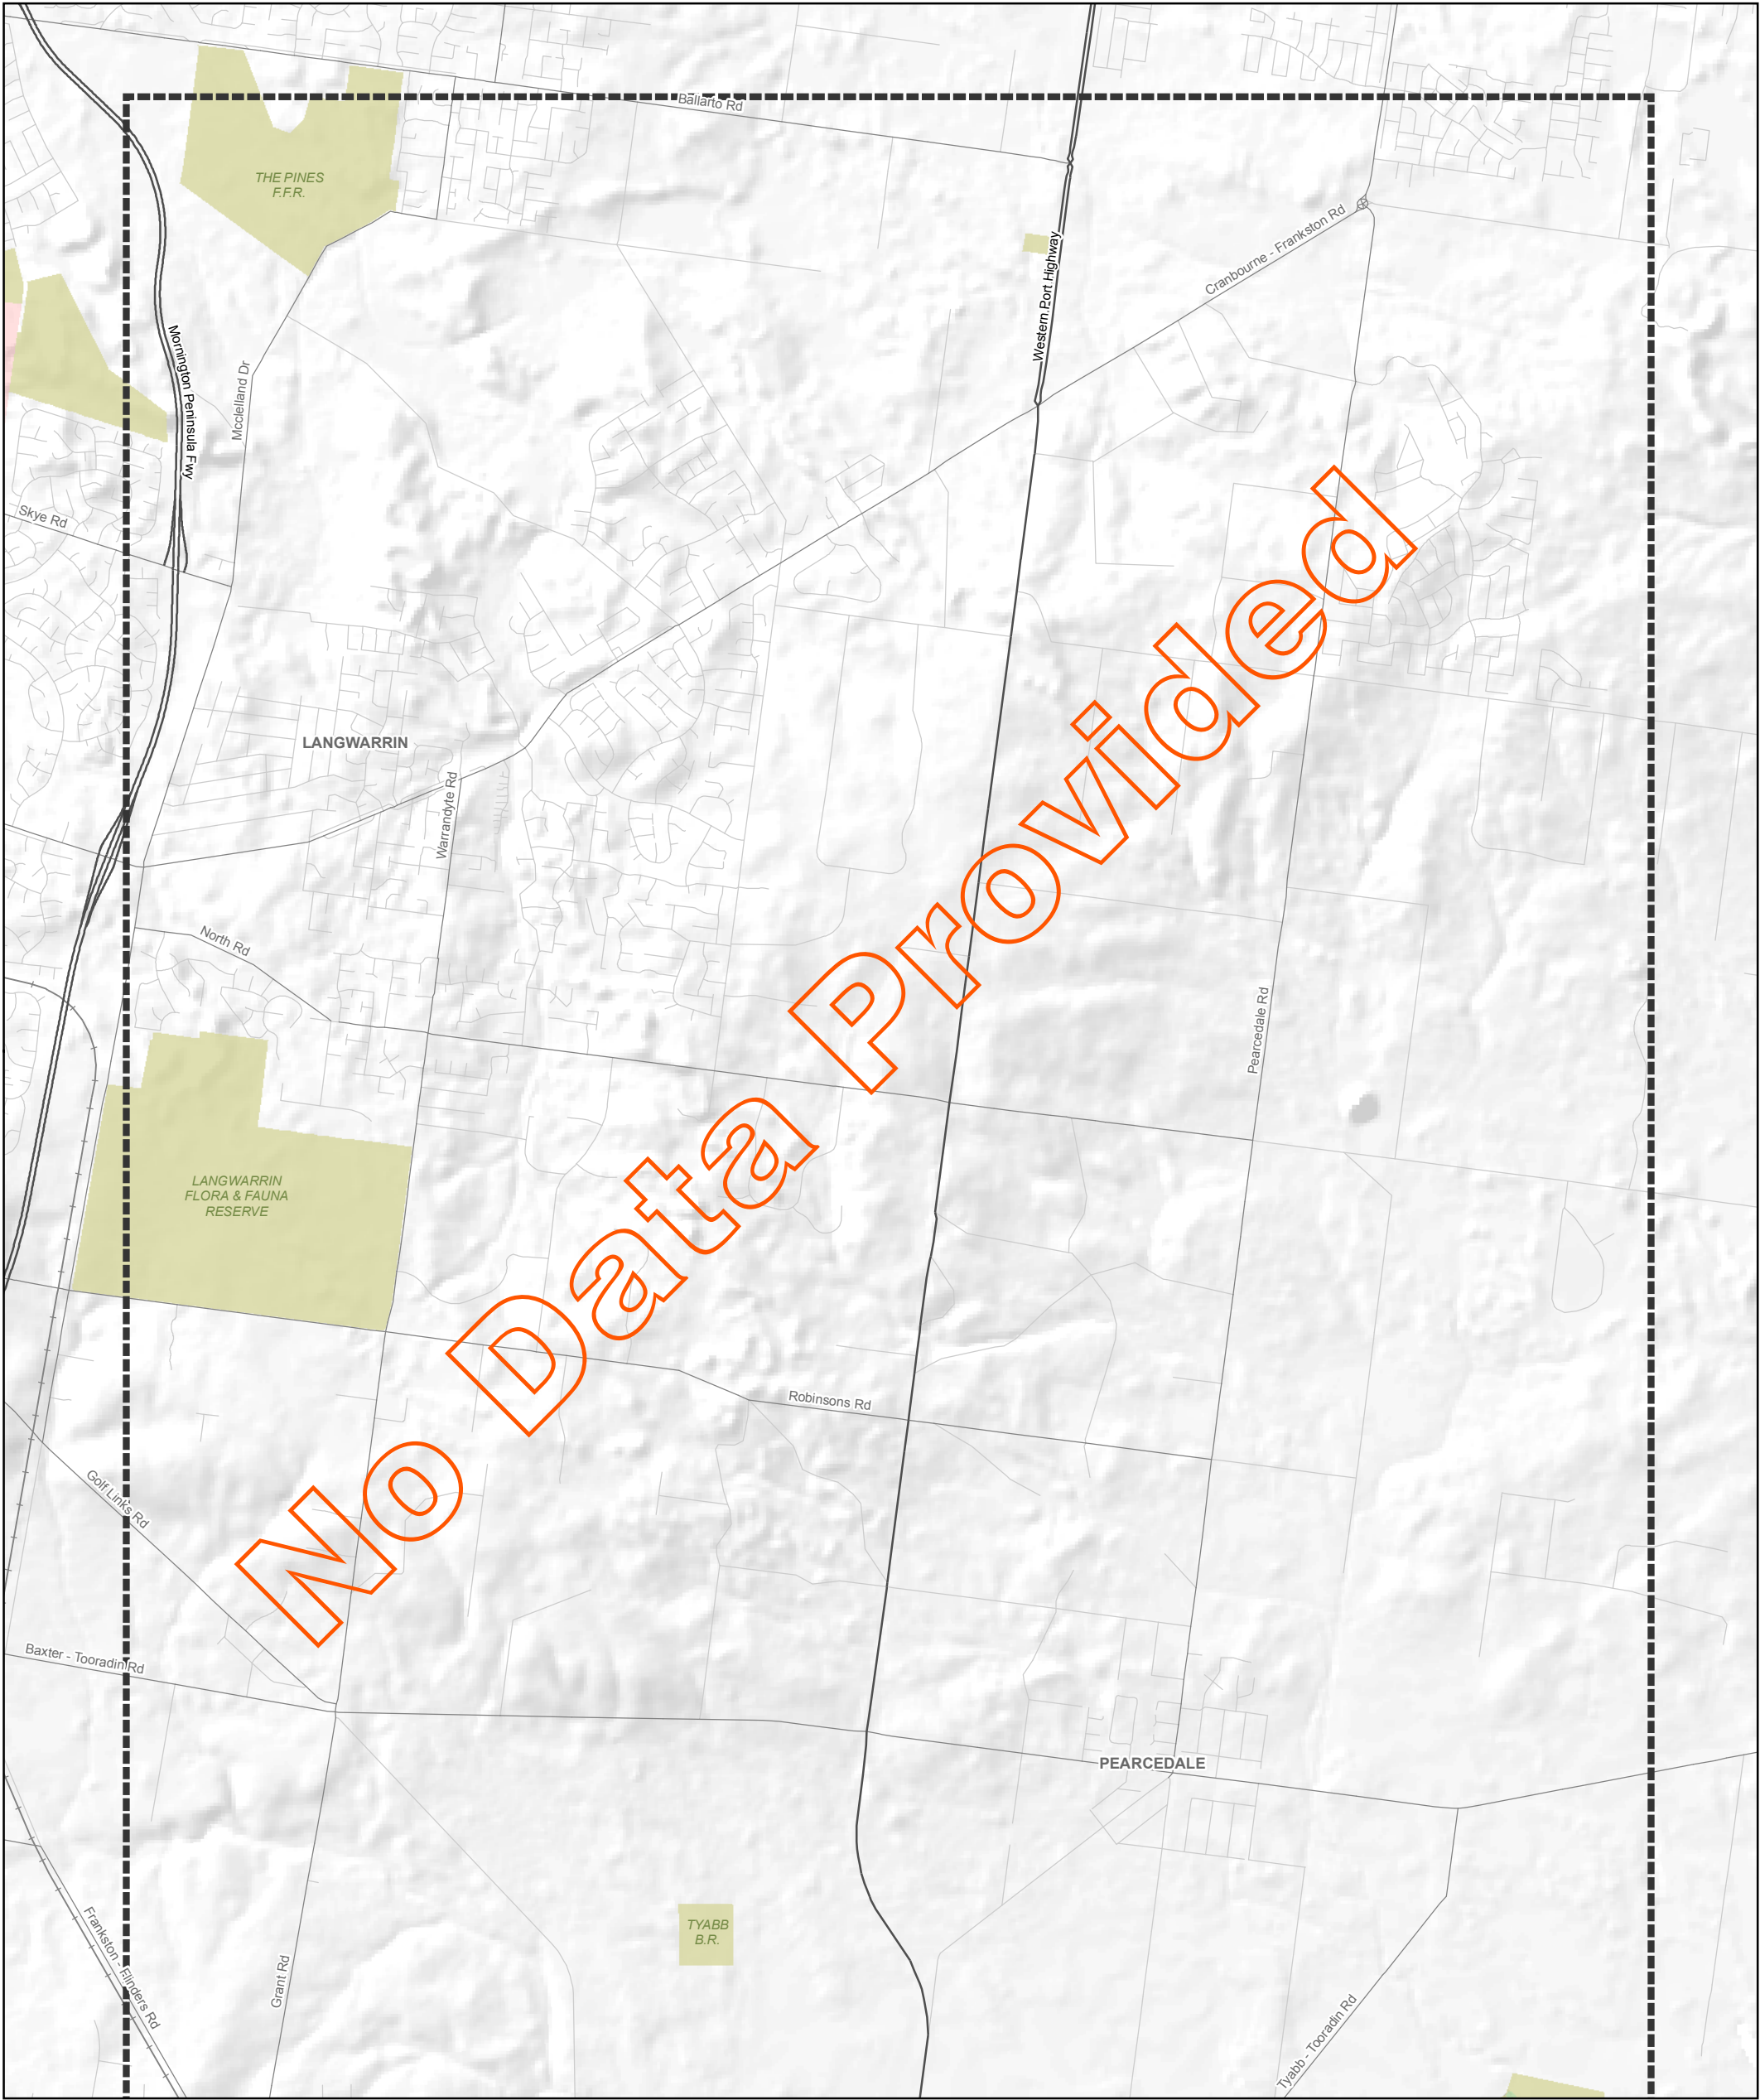 Ballarto Rd
THE PINES
F.F.R.
Cranbourne - Frankston Rd
Western Port Highway
Mornington Peninsula Fwy
Mcclelland Dr
Skye Rd
LANGWARRIN
Warrandyte Rd
North Rd
Pearcedale Rd
No Data Provided
LANGWARRIN
FLORA & FAUNA
RESERVE
Robinsons Rd
Golf Links Rd
Baxter - Tooradin Rd
PEARCEDALE
TYABB
B.R.
Frankston - Flinders Rd
Grant Rd
Tyabb - Tooradin Rd